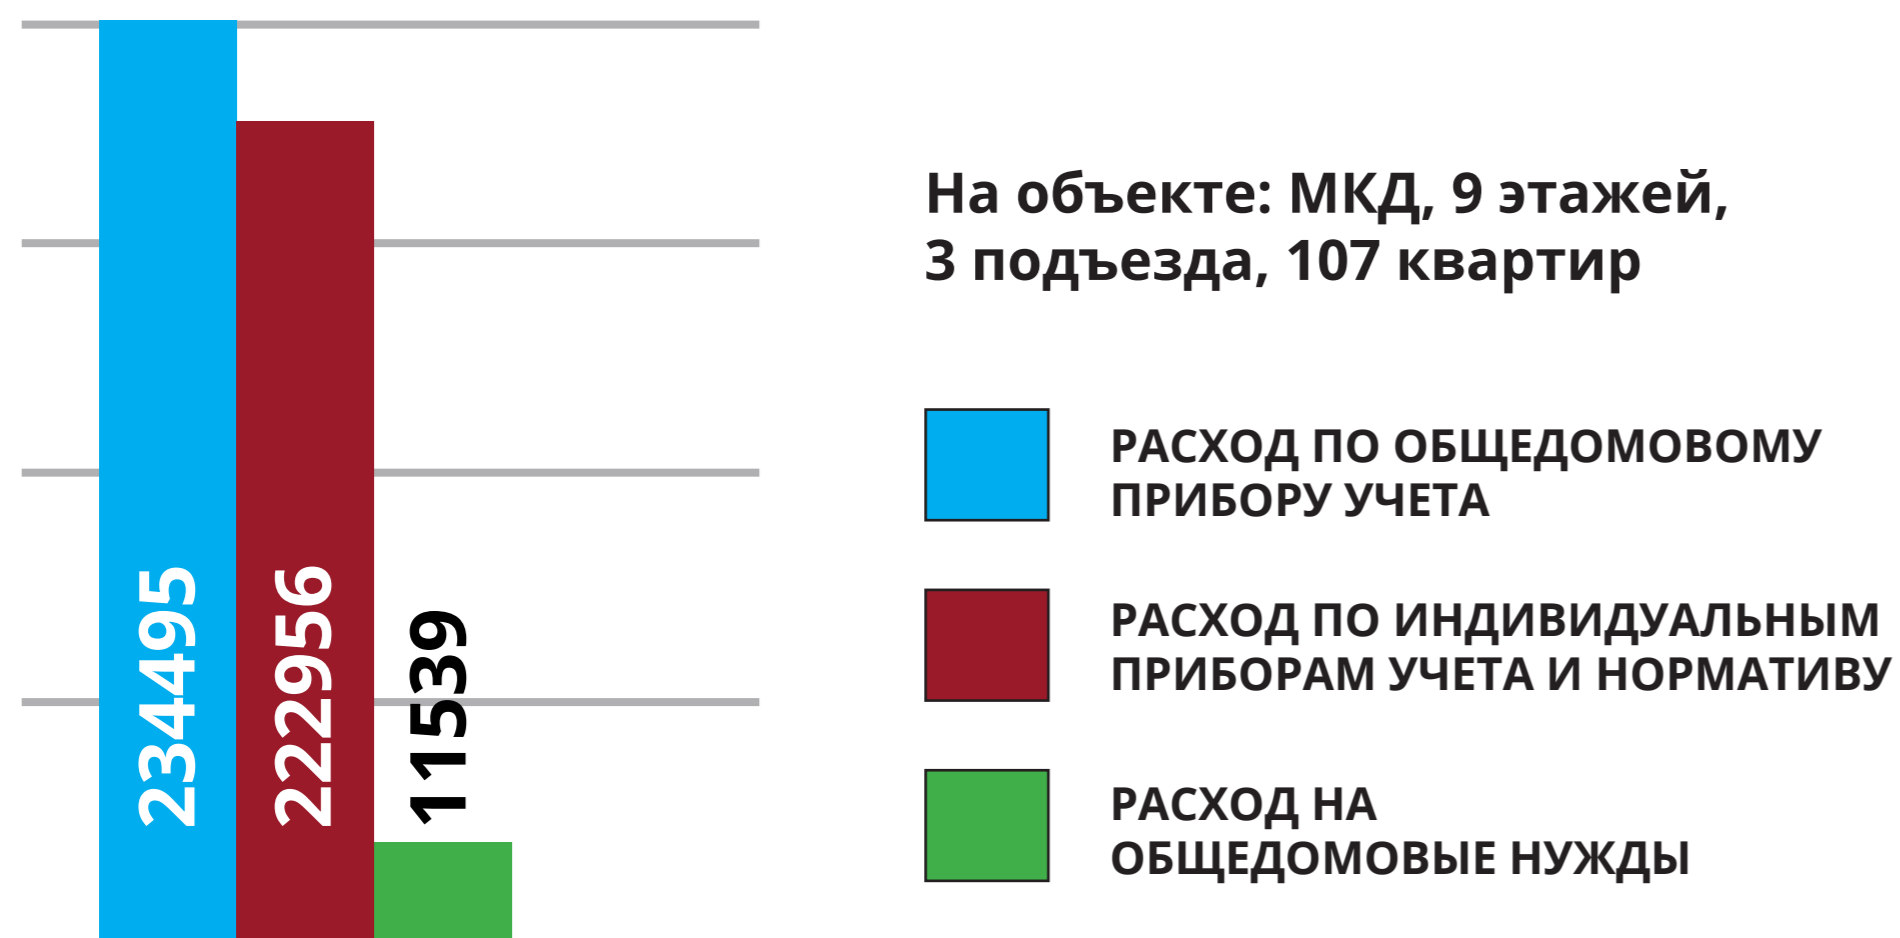 234495
222956
11539
На объекте: МКД, 9 этажей,
3 подъезда, 107 квартир
РАСХОД ПО ОБЩЕДОМОВОМУ
ПРИБОРУ УЧЕТА
РАСХОД ПО ИНДИВИДУАЛЬНЫМ
ПРИБОРАМ УЧЕТА И НОРМАТИВУ
РАСХОД НА
ОБЩЕДОМОВЫЕ НУЖДЫ